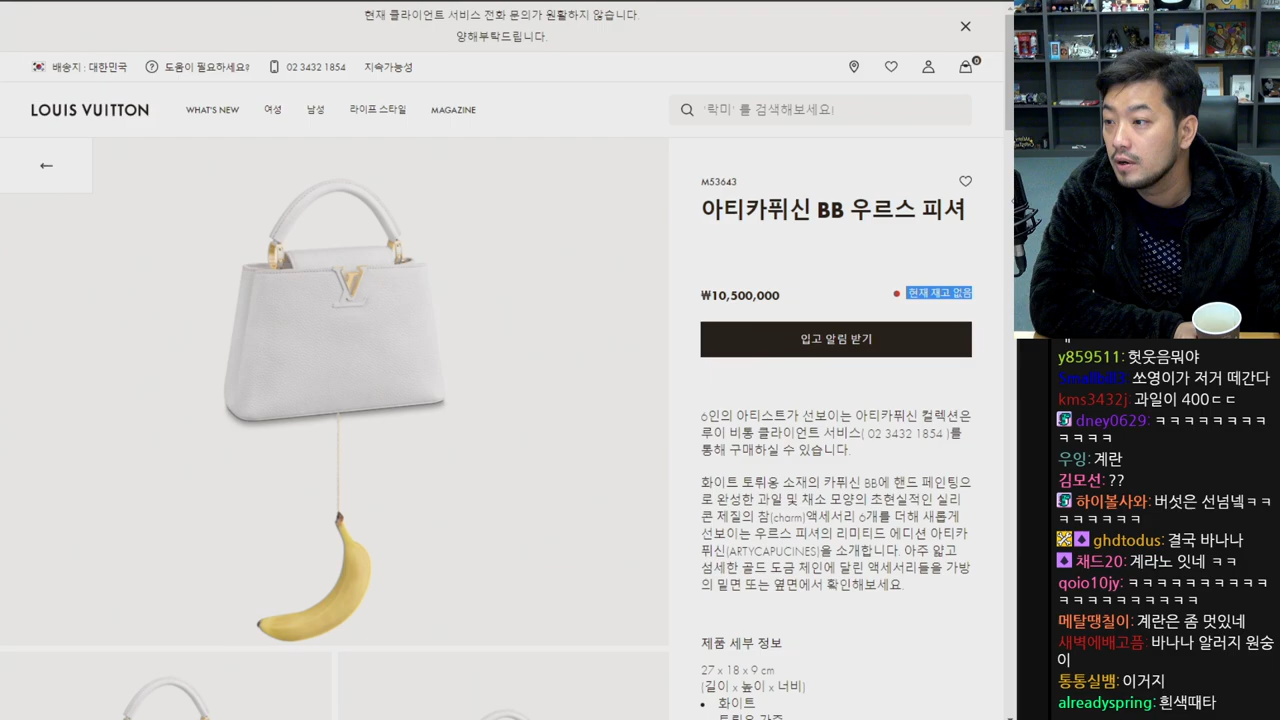 현재 클라이언트 서비스 전화 문의가 원활하지 않습니다.
양해부탁드립니다.
배송지 : 대한민국
도움이 필요하세요?
02 3432 1854
지속가능성
0
LOUIS VUITTON
WHAT'S NEW
여성
남성
라이프 스타일
MAGAZINE
'락미' 를 검색해보세요!
M53643
아티카퓌신 BB 우르스 피셔
₩10,500,000
현재 재고 없음
입고 알림 받기
6인의 아티스트가 선보이는 아티카퓌신 컬렉션은
루이 비통 클라이언트 서비스( 02 3432 1854 )를
통해 구매하실 수 있습니다.
화이트 토뤼옹 소재의 카퓌신 BB에 핸드 페인팅으
로 완성한 과일 및 채소 모양의 초현실적인 실리
콘 제질의 참(charm)액세서리 6개를 더해 새롭게
선보이는 우르스 피셔의 리미티드 에디션 아티카
퓌신(ARTYCAPUCINES)을 소개합니다. 아주 얇고
섬세한 골드 도금 체인에 달린 액세서리들을 가방
의 밑면 또는 옆면에서 확인해보세요.
제품 세부 정보
27 x 18 x 9 cm
(길이 x 높이 x 너비)
• 화이트
y859511: 헛웃음뭐야
Smallbill3: 쏘영이가 저거 떼간다
kms3432j: 과일이 400ㄷㄷ
dney0629: ㅋㅋㅋㅋㅋㅋㅋㅋ
ㅋㅋㅋㅋ
우잉: 계란
김모선: ??
하이볼사와: 버섯은 선넘넼ㅋㅋ
ㅋㅋㅋㅋㅋㅋ
ghdtodus: 결국 바나나
채드20: 계라노 잇네 ㅋㅋ
qoio10jy: ㅋㅋㅋㅋㅋㅋㅋㅋㅋㅋ
ㅋㅋㅋㅋㅋㅋㅋㅋㅋㅋ
메탈땡칠이: 계란은 좀 멋있네
새벽에배고픔: 바나나 알러지 원숭
이
통통실뱀: 이거지
alreadyspring: 흰색때타